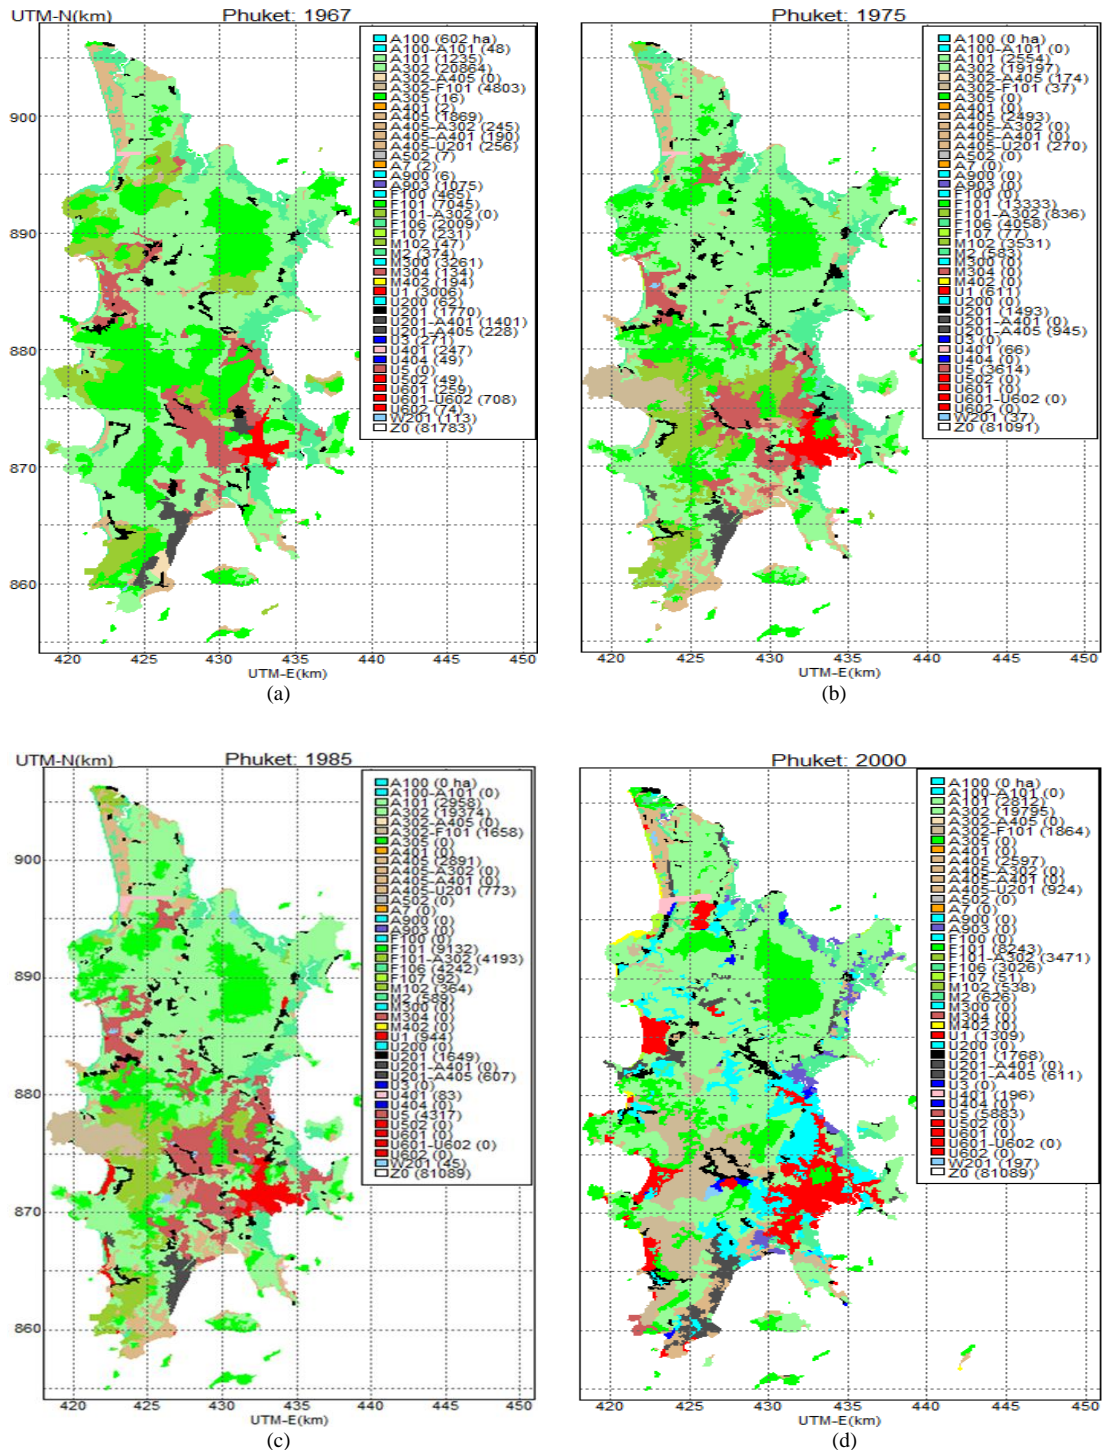 UTM-N(km)
Phuket: 1967
A100 (602 ha)
A100-A101 (48)
A101 (1235)
A302 (20864)
A302-A405 (0)
A302-F101 (4803)
A305 (16)
A401 (2)
A405 (1869)
A405-A302 (245)
A405-A401 (190)
A405-U201 (256)
A502 (7)
A7 (2)
A900 (6)
A903 (1075)
F100 (465)
F101 (7045)
F101-A302 (0)
F106 (2009)
F107 (231)
M102 (47)
M2 (374)
M300 (3261)
M304 (134)
M402 (194)
U1 (3006)
U200 (62)
U201 (1770)
U201-A401 (1401)
U201-A405 (228)
U3 (271)
U401 (247)
U404 (49)
U5 (0)
U502 (49)
U601 (259)
U601-U602 (708)
U602 (74)
W201 (113)
Z0 (81783)
900
890
880
870
860
420 425 430 435 440 445 450
UTM-E(km)
(a)
Phuket: 1975
A100 (0 ha)
A100-A101 (0)
A101 (2554)
A302 (19197)
A302-A405 (174)
A302-F101 (37)
A305 (0)
A401 (0)
A405 (2493)
A405-A302 (0)
A405-A401 (0)
A405-U201 (270)
A502 (0)
A7 (0)
A900 (0)
A903 (0)
F100 (0)
F101 (13333)
F101-A302 (836)
F106 (4058)
F107 (77)
M102 (3531)
M2 (583)
M300 (0)
M304 (0)
M402 (0)
U1 (611)
U200 (0)
U201 (1493)
U201-A401 (0)
U201-A405 (945)
U3 (0)
U401 (66)
U404 (0)
U5 (3614)
U502 (0)
U601 (0)
U601-U602 (0)
U602 (0)
W201 (37)
Z0 (81091)
420 425 430 435 440 445 450
UTM-E(km)
(b)
UTM-N(km)
Phuket: 1985
A100 (0 ha)
A100-A101 (0)
A101 (2958)
A302 (19374)
A302-A405 (0)
A302-F101 (1658)
A305 (0)
A401 (0)
A405 (2891)
A405-A302 (0)
A405-A401 (0)
A405-U201 (773)
A502 (0)
A7 (0)
A900 (0)
A903 (0)
F100 (0)
F101 (9132)
F101-A302 (4193)
F106 (4242)
F107 (92)
M102 (364)
M2 (589)
M300 (0)
M304 (0)
M402 (0)
U1 (944)
U200 (0)
U201 (1649)
U201-A401 (0)
U201-A405 (607)
U3 (0)
U401 (83)
U404 (0)
U5 (4317)
U502 (0)
U601 (0)
U601-U602 (0)
U602 (0)
W201 (45)
Z0 (81089)
900
890
880
870
860
420 425 430 435 440 445 450
UTM-E(km)
(c)
Phuket: 2000
A100 (0 ha)
A100-A101 (0)
A101 (2812)
A302 (19795)
A302-A405 (0)
A302-F101 (1864)
A305 (0)
A401 (0)
A405 (2597)
A405-A302 (0)
A405-A401 (0)
A405-U201 (924)
A502 (0)
A7 (0)
A900 (0)
A903 (0)
F100 (0)
F101 (8243)
F101-A302 (3471)
F106 (3026)
F107 (51)
M102 (538)
M2 (626)
M300 (0)
M304 (0)
M402 (0)
U1 (1309)
U200 (0)
U201 (1768)
U201-A401 (0)
U201-A405 (611)
U3 (0)
U401 (196)
U404 (0)
U5 (5883)
U502 (0)
U601 (0)
U601-U602 (0)
U602 (0)
W201 (197)
Z0 (81089)
420 425 430 435 440 445 450
UTM-E(km)
(d)